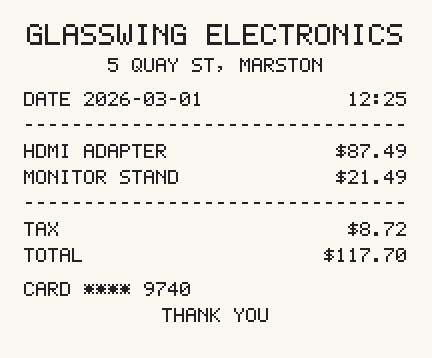 GLASSWING ELECTRONICS
5 QUAY ST, MARSTON
DATE 2026-03-01 12:25
--------------------------------
HDMI ADAPTER $87.49
MONITOR STAND $21.49
--------------------------------
TAX $8.72
TOTAL $117.70
CARD **** 9740
THANK YOU